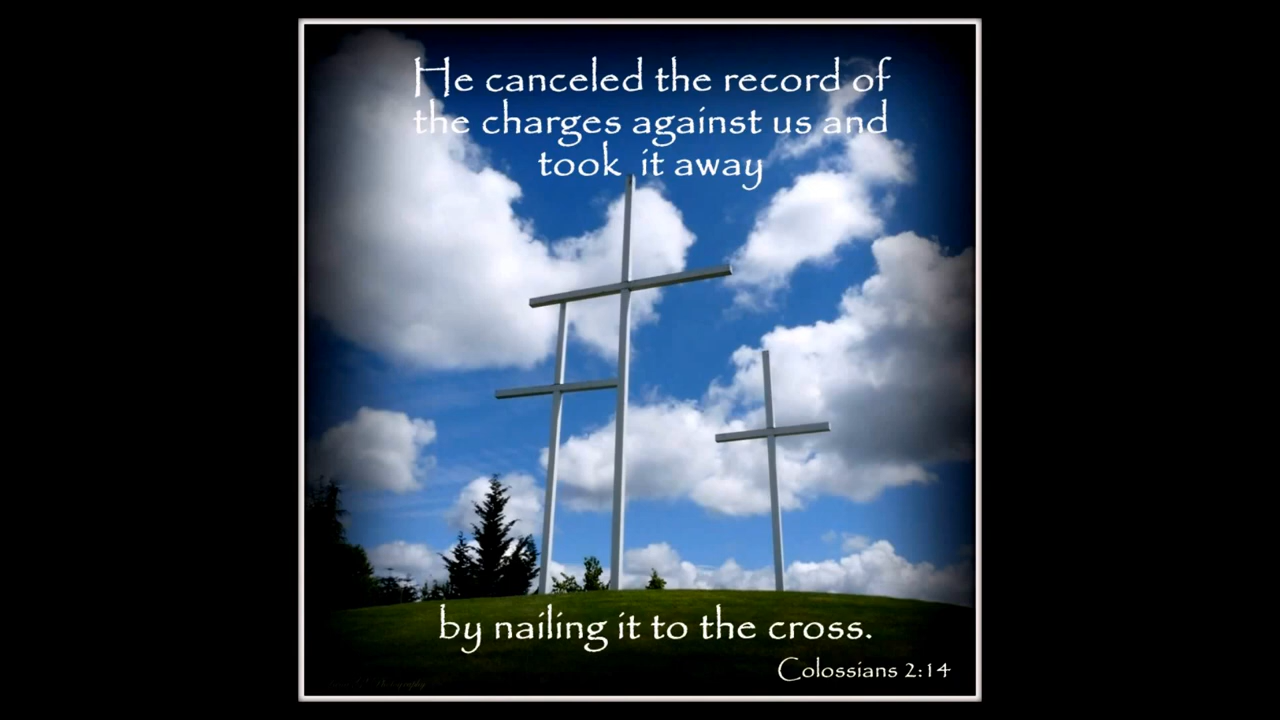 He canceled the record of
the charges against us and
took it away
by nailing it to the cross.
Colossians 2:14